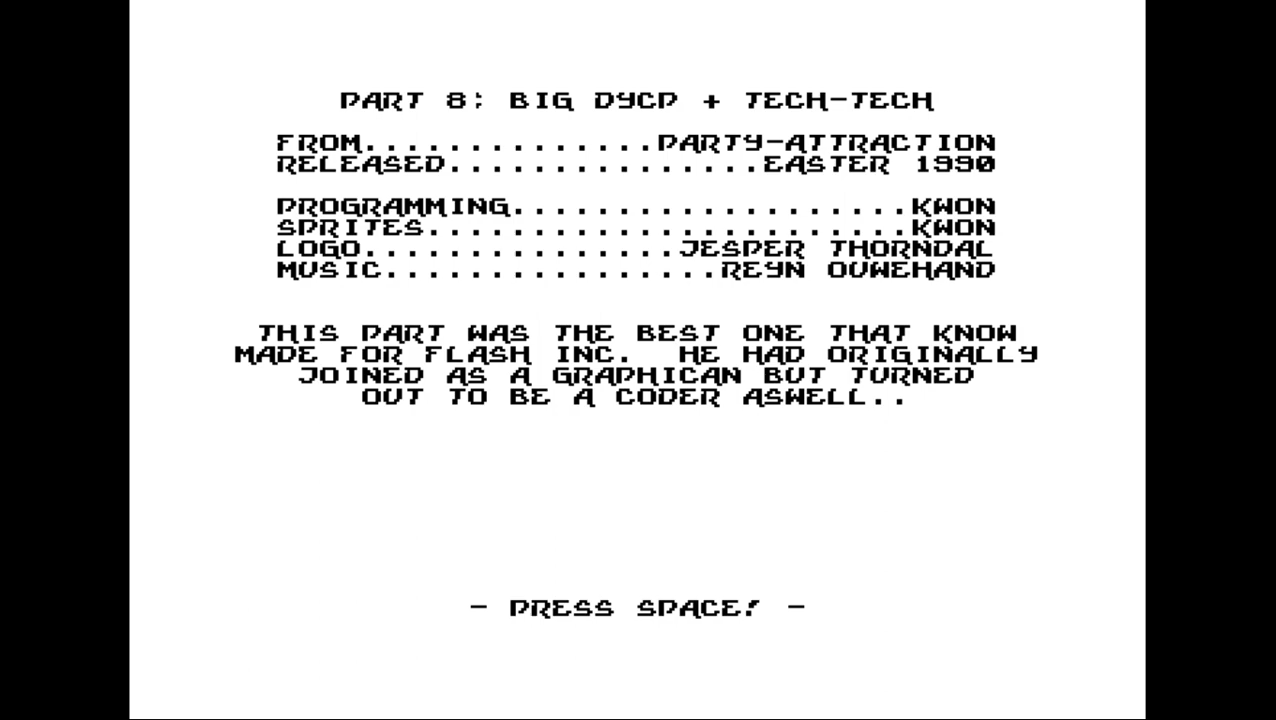 PART 8: BIG DYCP + TECH-TECH
FROM..............PARTY-ATTRACTION
RELEASED...............EASTER 1990
PROGRAMMING...................KWON
SPRITES.......................KWON
LOGO...............JESPER THORNDAL
MUSIC................REYN OUWEHAND
THIS PART WAS THE BEST ONE THAT KNOW
MADE FOR FLASH INC.  HE HAD ORIGINALLY
JOINED AS A GRAPHICAN BUT TURNED
OUT TO BE A CODER ASWELL..
- PRESS SPACE! -